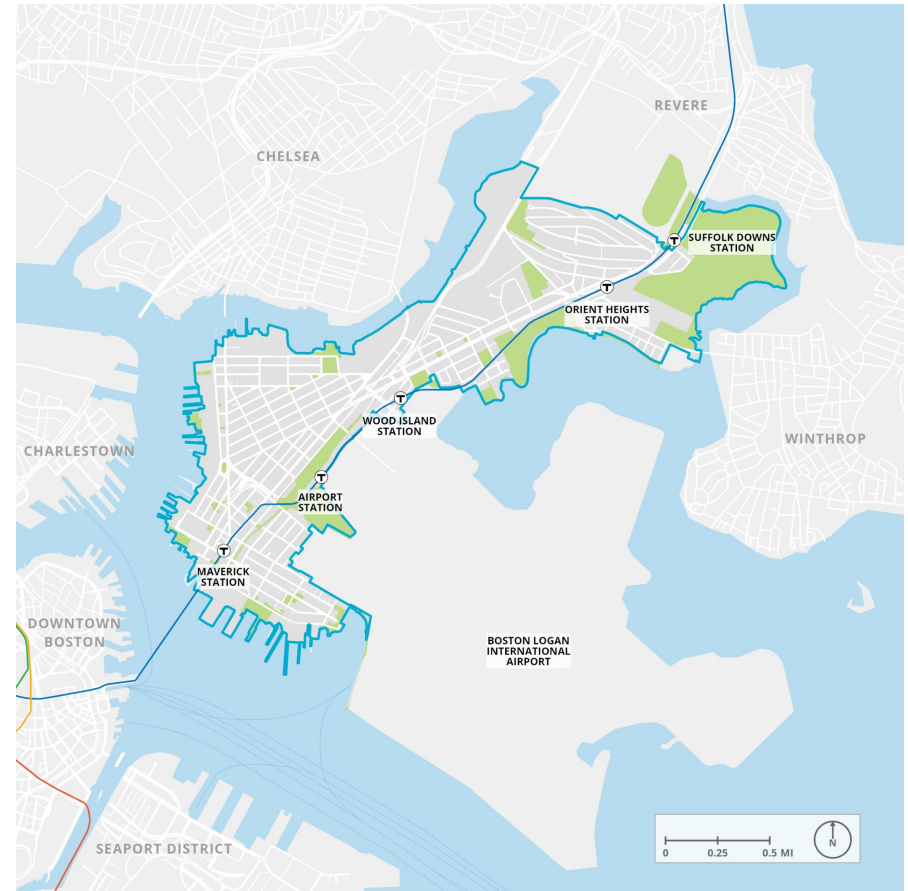 REVERE
CHELSEA
SUFFOLK DOWNS
STATION
ORIENT HEIGHTS
STATION
WOOD ISLAND
STATION
WINTHROP
CHARLESTOWN
AIRPORT
STATION
MAVERICK
STATION
DOWNTOWN
BOSTON
BOSTON LOGAN
INTERNATIONAL
AIRPORT
SEAPORT DISTRICT
0 0.25 0.5 MI
N